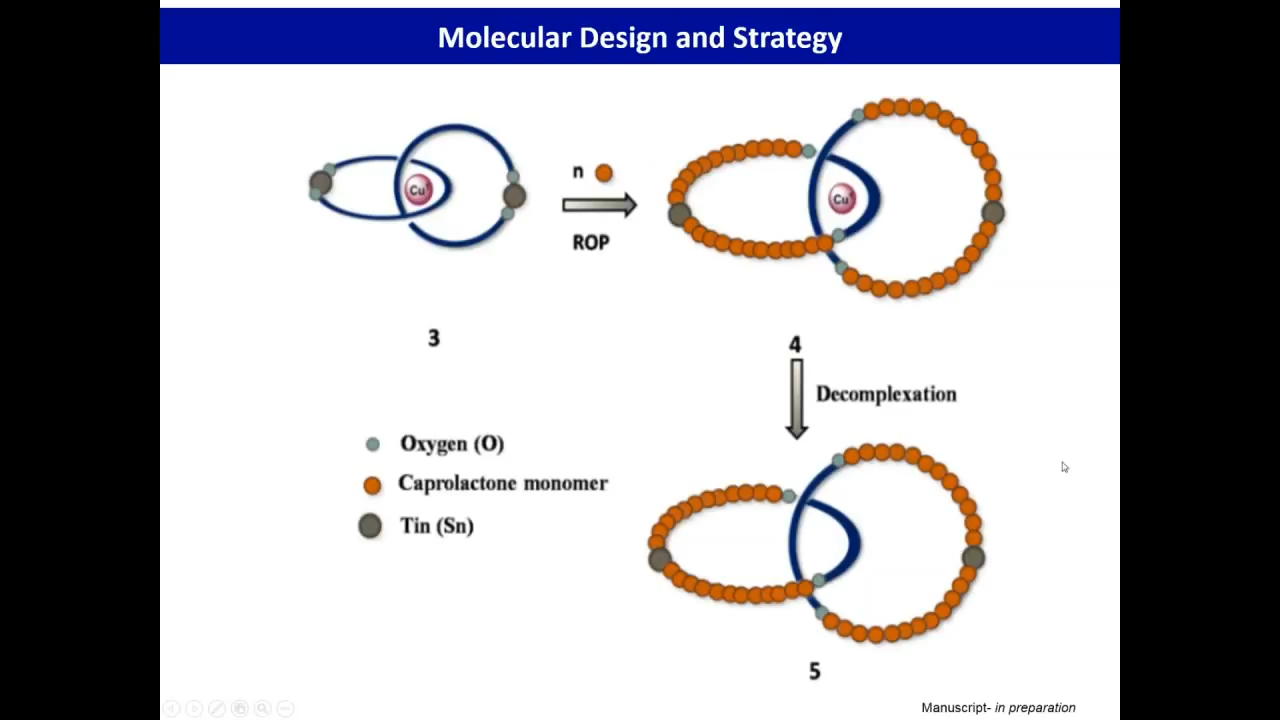 Molecular Design and Strategy
n
ROP
Cu+
Cu+
3
4
Decomplexation
Oxygen (O)
Caprolactone monomer
Tin (Sn)
5
Manuscript- in preparation